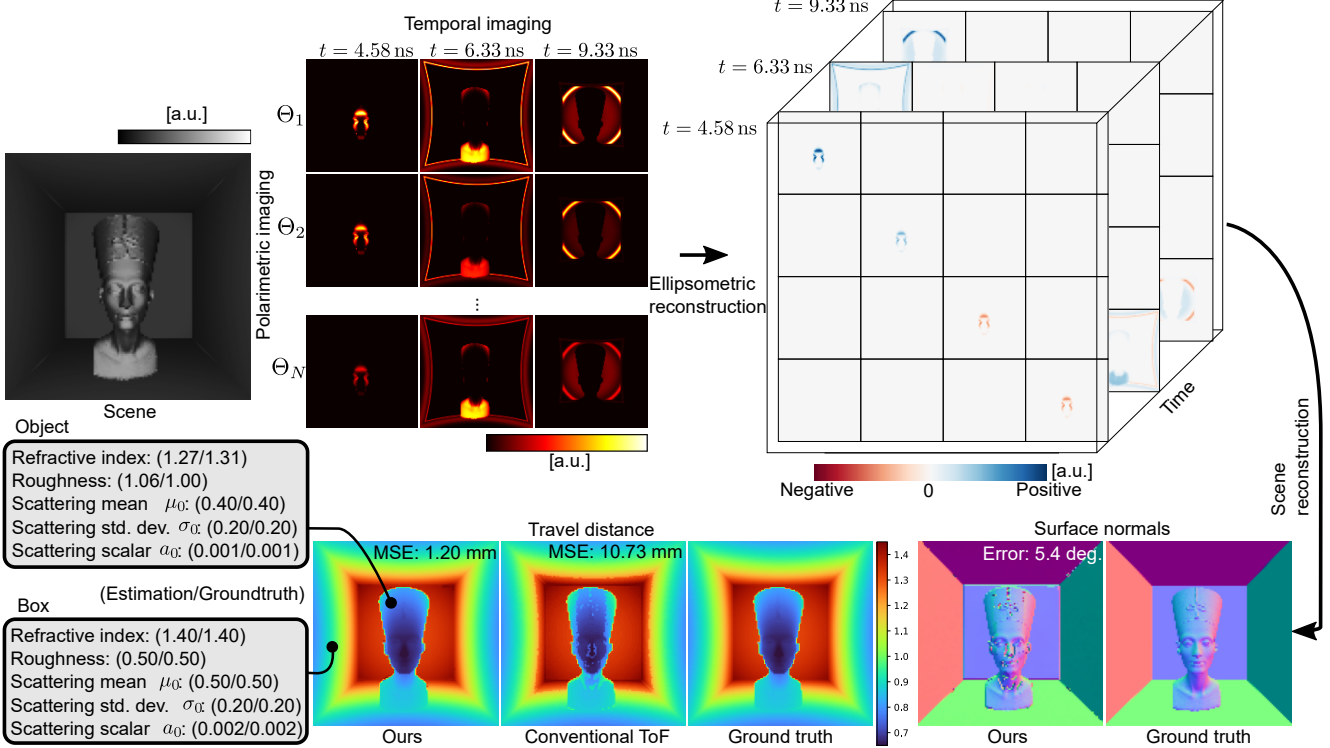 Temporal imaging
t = 4.58 ns t = 6.33 ns t = 9.33 ns
[a.u.]
Polarimetric imaging
Θ1
Θ2
⋮
ΘN
[a.u.]
Scene
Ellipsometric
reconstruction
t = 9.33 ns
t = 6.33 ns
t = 4.58 ns
Time
[a.u.]
Negative 0 Positive
Scene
reconstruction
Object
Refractive index: (1.27/1.31)
Roughness: (1.06/1.00)
Scattering mean μ0: (0.40/0.40)
Scattering std. dev. σ0: (0.20/0.20)
Scattering scalar a0: (0.001/0.001)
(Estimation/Groundtruth)
Box
Refractive index: (1.40/1.40)
Roughness: (0.50/0.50)
Scattering mean μ0: (0.50/0.50)
Scattering std. dev. σ0: (0.20/0.20)
Scattering scalar a0: (0.002/0.002)
Travel distance
MSE: 1.20 mm
MSE: 10.73 mm
Ours
Conventional ToF
Ground truth
1.4
1.3
1.2
1.1
1.0
0.9
0.8
0.7
Surface normals
Error: 5.4 deg.
Ours
Ground truth